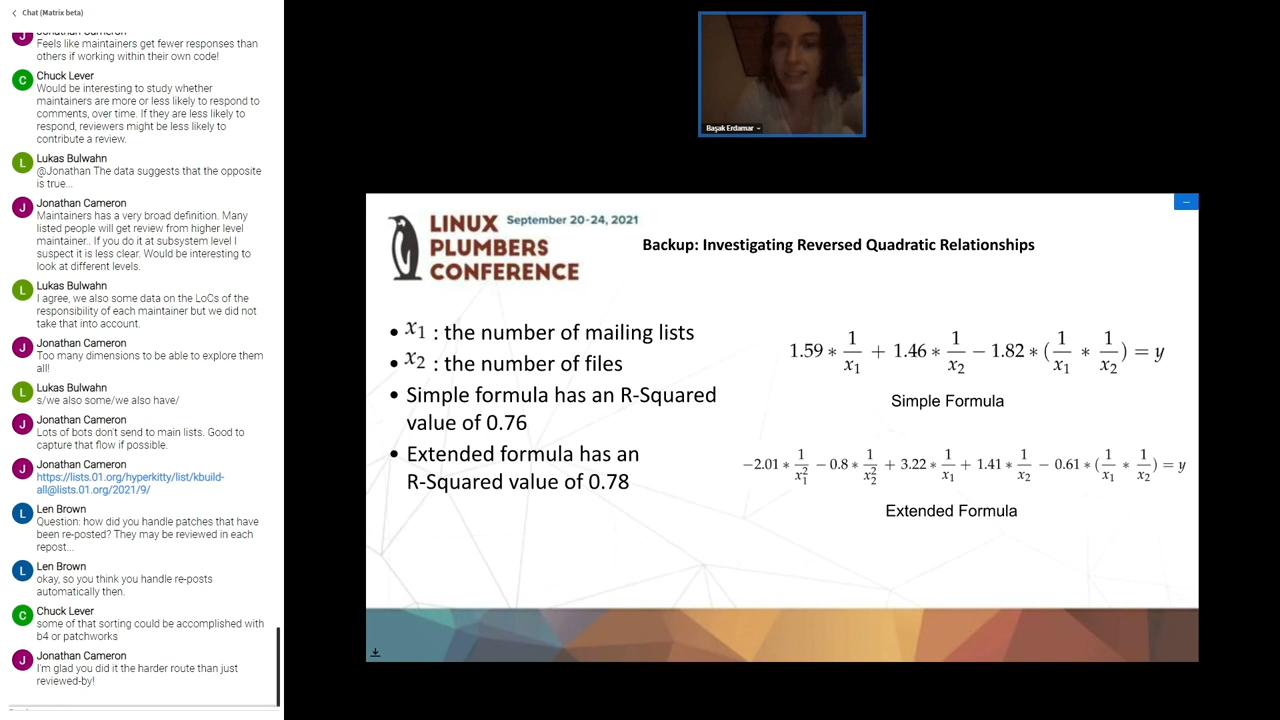 Chat (Matrix beta)
Jonathan Cameron
Feels like maintainers get fewer responses than
others if working within their own code!
Chuck Lever
Would be interesting to study whether
maintainers are more or less likely to respond to
comments, over time. If they are less likely to
respond, reviewers might be less likely to
contribute a review.
Lukas Bulwahn
@Jonathan The data suggests that the opposite
is true...
Jonathan Cameron
Maintainers has a very broad definition. Many
listed people will get review from higher level
maintainer.. If you do it at subsystem level I
suspect it is less clear. Would be interesting to
look at different levels.
Lukas Bulwahn
I agree, we also some data on the LoCs of the
responsibility of each maintainer but we did not
take that into account.
Jonathan Cameron
Too many dimensions to be able to explore them
all!
Lukas Bulwahn
s/we also some/we also have/
Jonathan Cameron
Lots of bots don't send to main lists. Good to
capture that flow if possible.
Jonathan Cameron
https://lists.01.org/hyperkitty/list/kbuild-
all@lists.01.org/2021/9/
Len Brown
Question: how did you handle patches that have
been re-posted? They may be reviewed in each
repost...
Len Brown
okay, so you think you handle re-posts
automatically then.
Chuck Lever
some of that sorting could be accomplished with
b4 or patchworks
Jonathan Cameron
I'm glad you did it the harder route than just
reviewed-by!
Başak Erdamar
LINUX September 20-24, 2021
PLUMBERS
CONFERENCE
Backup: Investigating Reversed Quadratic Relationships
• x₁ : the number of mailing lists
• x₂ : the number of files
• Simple formula has an R-Squared
value of 0.76
• Extended formula has an
R-Squared value of 0.78
1.59 * 1/x₁ + 1.46 * 1/x₂ − 1.82 * (1/x₁ * 1/x₂) = y
Simple Formula
−2.01 * 1/x₁² − 0.8 * 1/x₂² + 3.22 * 1/x₁ + 1.41 * 1/x₂ − 0.61 * (1/x₁ * 1/x₂) = y
Extended Formula